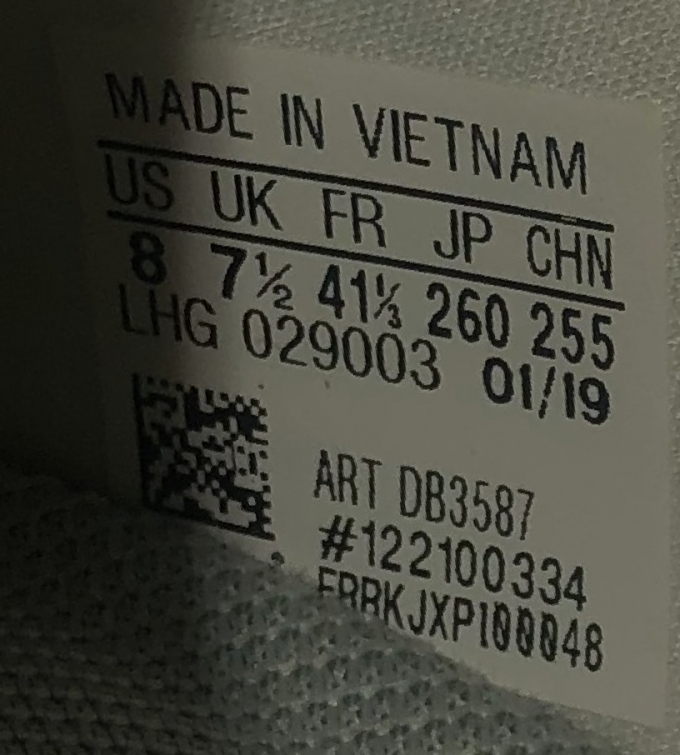 MADE IN VIETNAM
US UK FR JP CHN
8 7½ 41⅓ 260 255
LHG 029003 01/19
ART DB3587
#122100334